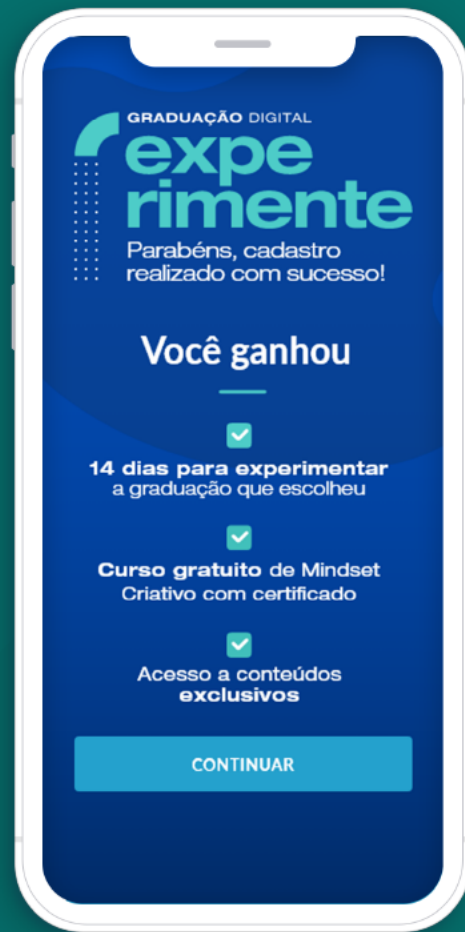 GRADUAÇÃO DIGITAL
expe
rimente
Parabéns, cadastro
realizado com sucesso!
Você ganhou
14 dias para experimentar
a graduação que escolheu
Curso gratuito de Mindset
Criativo com certificado
Acesso a conteúdos
exclusivos
CONTINUAR